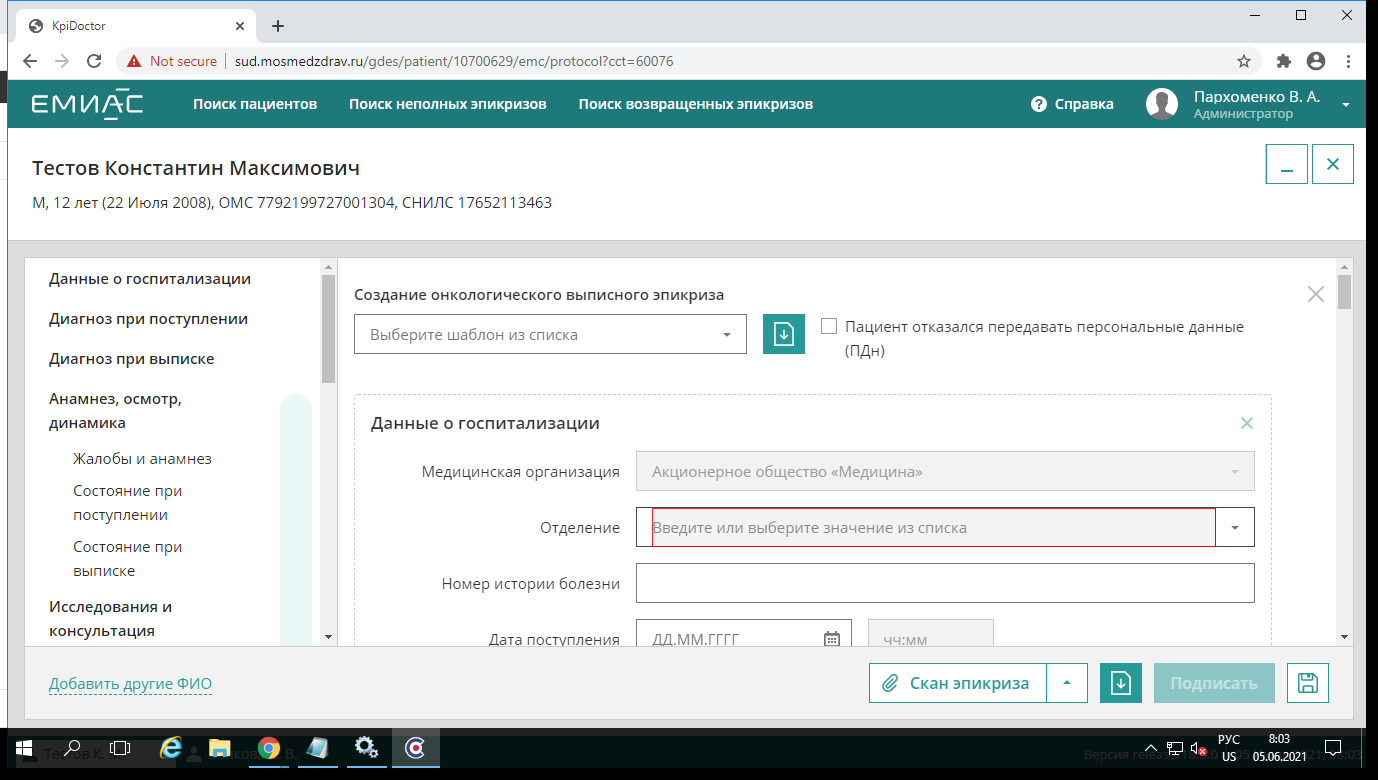 KpiDoctor
Not secure
sud.mosmedzdrav.ru/gdes/patient/10700629/emc/protocol?cct=60076
ЕМИАС
Поиск пациентов
Поиск неполных эпикризов
Поиск возвращенных эпикризов
Справка
Пархоменко В. А.
Администратор
Тестов Константин Максимович
М, 12 лет (22 Июля 2008), ОМС 7792199727001304, СНИЛС 17652113463
Данные о госпитализации
Диагноз при поступлении
Диагноз при выписке
Анамнез, осмотр,
динамика
Жалобы и анамнез
Состояние при
поступлении
Состояние при
выписке
Исследования и
консультация
Создание онкологического выписного эпикриза
Выберите шаблон из списка
Пациент отказался передавать персональные данные
(ПДн)
Данные о госпитализации
Медицинская организация
Акционерное общество «Медицина»
Отделение
Введите или выберите значение из списка
Номер истории болезни
Дата поступления
ДД.ММ.ГГГГ
чч:мм
Добавить другие ФИО
Скан эпикриза
Подписать
Тестов К. М.
Версия release
РУС
US
8:03
05.06.2021